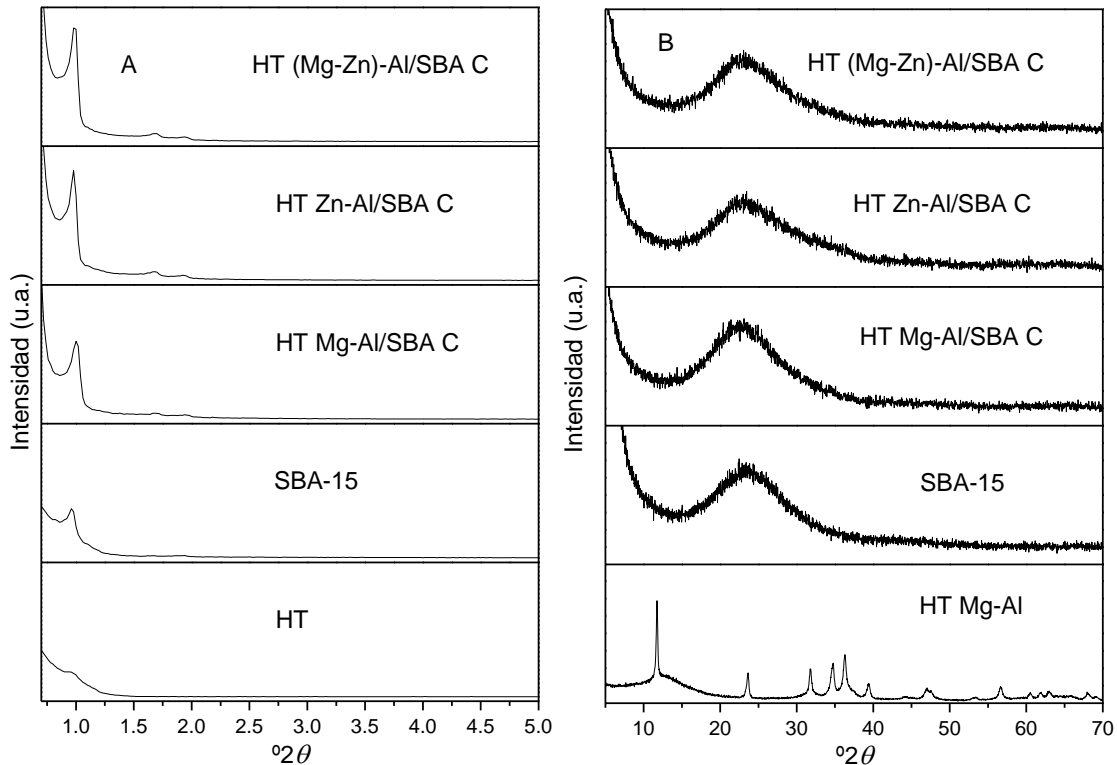 A
HT (Mg-Zn)-Al/SBA C
HT Zn-Al/SBA C
HT Mg-Al/SBA C
SBA-15
HT
Intensidad (u.a.)
1.0 1.5 2.0 2.5 3.0 3.5 4.0 4.5 5.0
º2θ
B
HT (Mg-Zn)-Al/SBA C
HT Zn-Al/SBA C
HT Mg-Al/SBA C
SBA-15
HT Mg-Al
Intensidad (u.a.)
10 20 30 40 50 60 70
º2θ